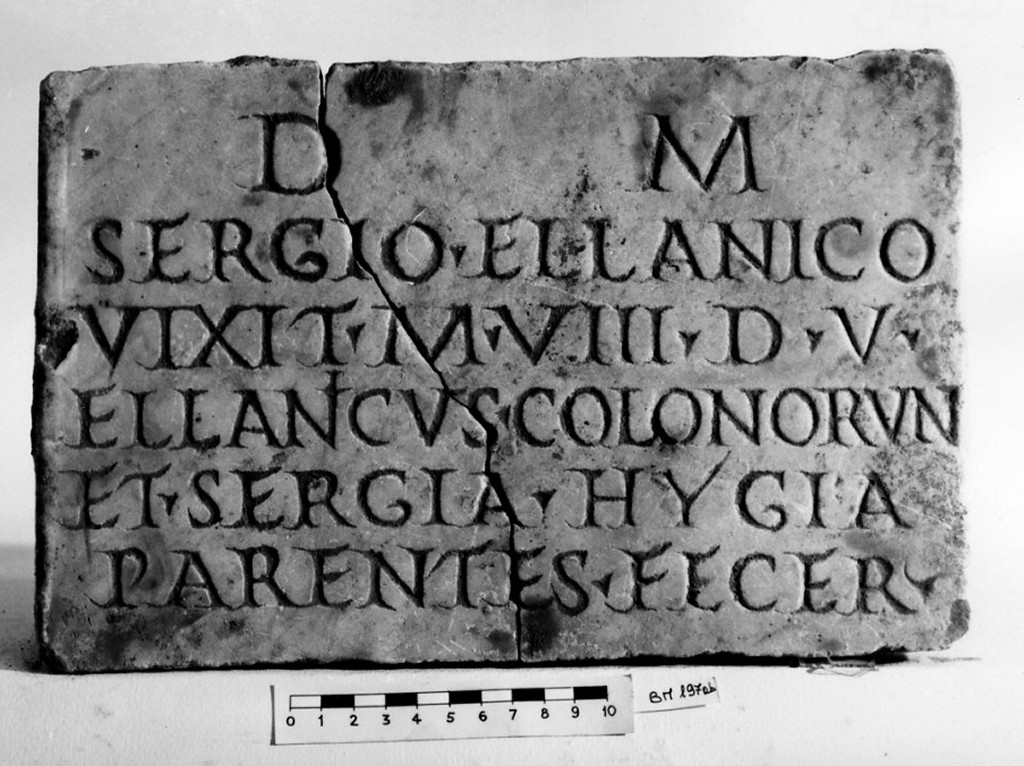 D M
SERGIO · ELLANICO
VIXIT · M · VIII · D · V ·
ELLANICVS COLONORVN
ET · SERGIA · HYGIA
PARENTES · FECER ·
0 1 2 3 4 5 6 7 8 9 10